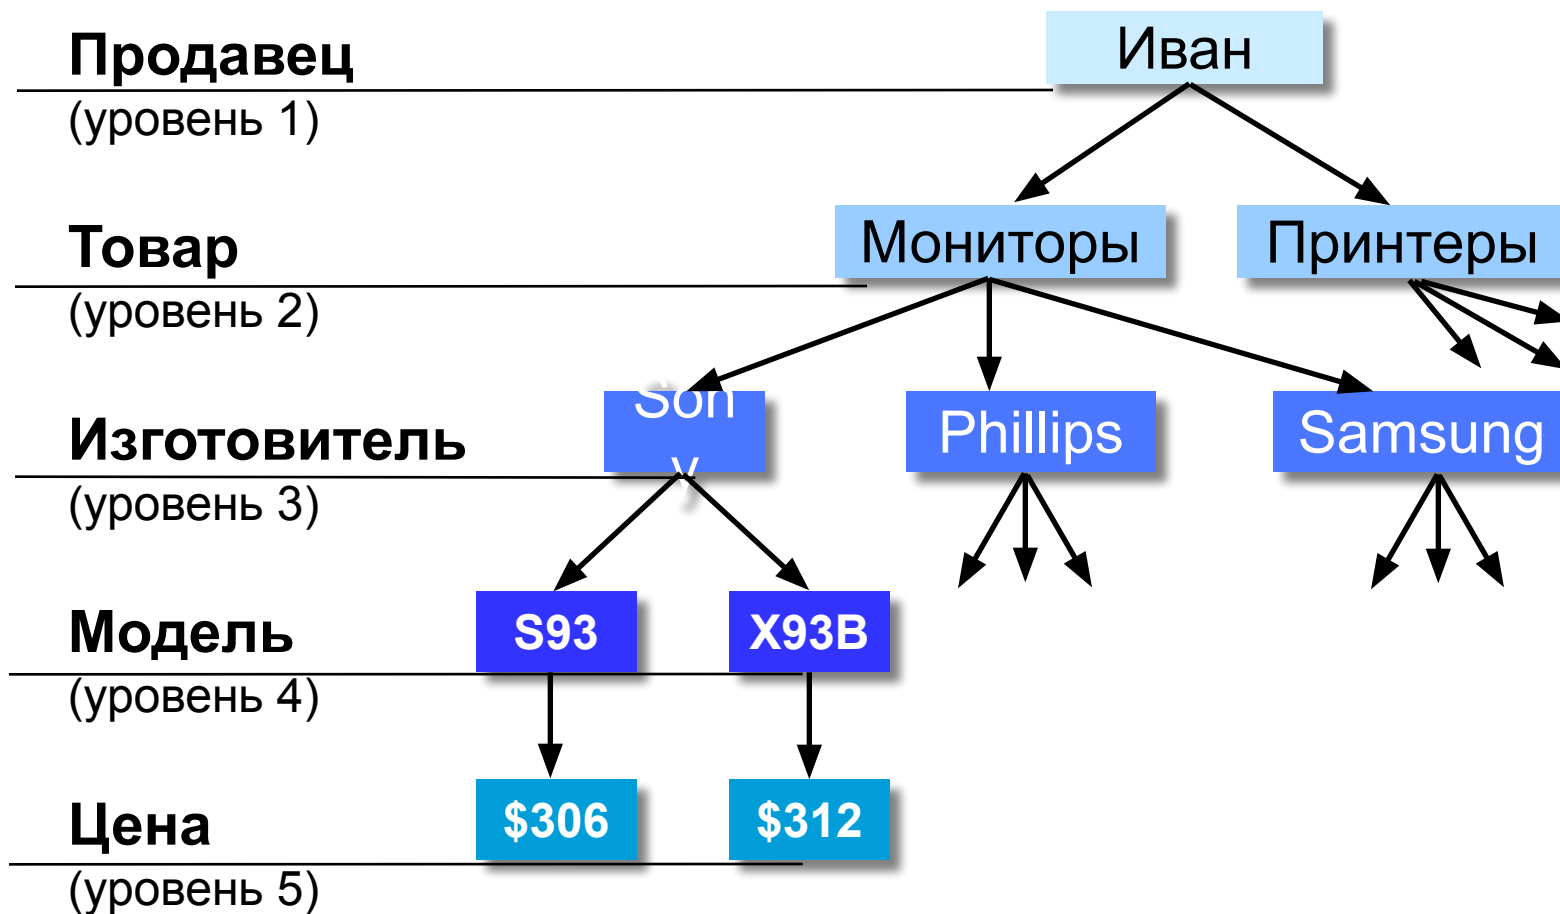 Продавец
(уровень 1)
Иван
Товар
(уровень 2)
Мониторы
Принтеры
Изготовитель
(уровень 3)
Son
y
Phillips
Samsung
Модель
(уровень 4)
S93
X93B
Цена
(уровень 5)
$306
$312